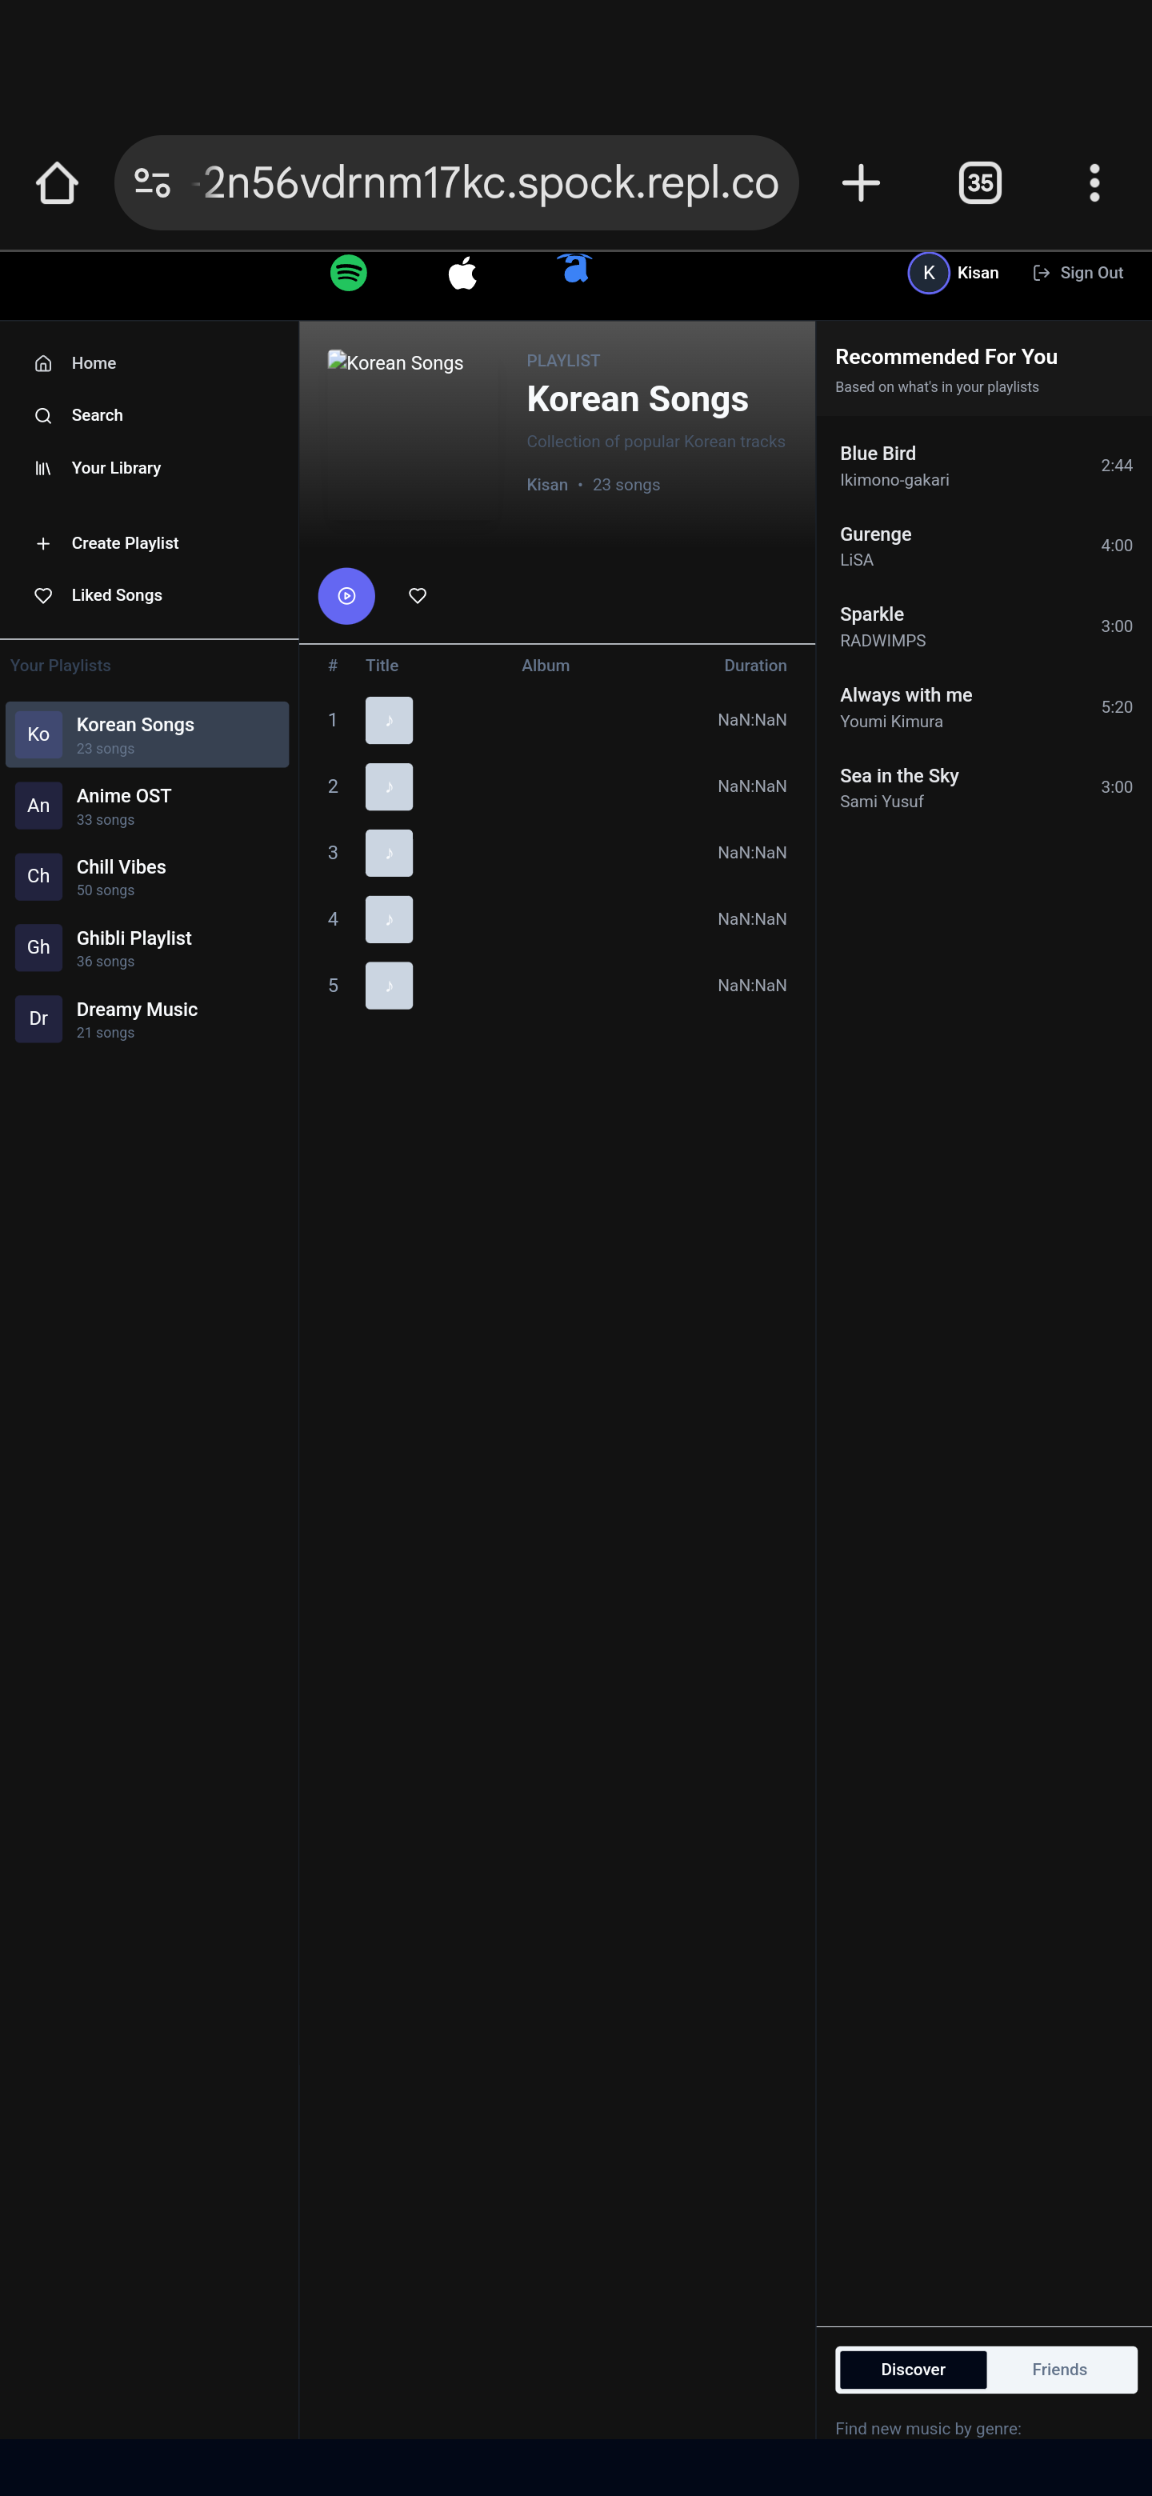 -2n56vdrnm17kc.spock.repl.co
35
K
Kisan
Sign Out
Home
Search
Your Library
Create Playlist
Liked Songs
Your Playlists
Ko
Korean Songs
23 songs
An
Anime OST
33 songs
Ch
Chill Vibes
50 songs
Gh
Ghibli Playlist
36 songs
Dr
Dreamy Music
21 songs
Korean Songs
PLAYLIST
Korean Songs
Collection of popular Korean tracks
Kisan • 23 songs
# Title Album Duration
1 ♪ NaN:NaN
2 ♪ NaN:NaN
3 ♪ NaN:NaN
4 ♪ NaN:NaN
5 ♪ NaN:NaN
Recommended For You
Based on what's in your playlists
Blue Bird
Ikimono-gakari
2:44
Gurenge
LiSA
4:00
Sparkle
RADWIMPS
3:00
Always with me
Youmi Kimura
5:20
Sea in the Sky
Sami Yusuf
3:00
Discover
Friends
Find new music by genre: